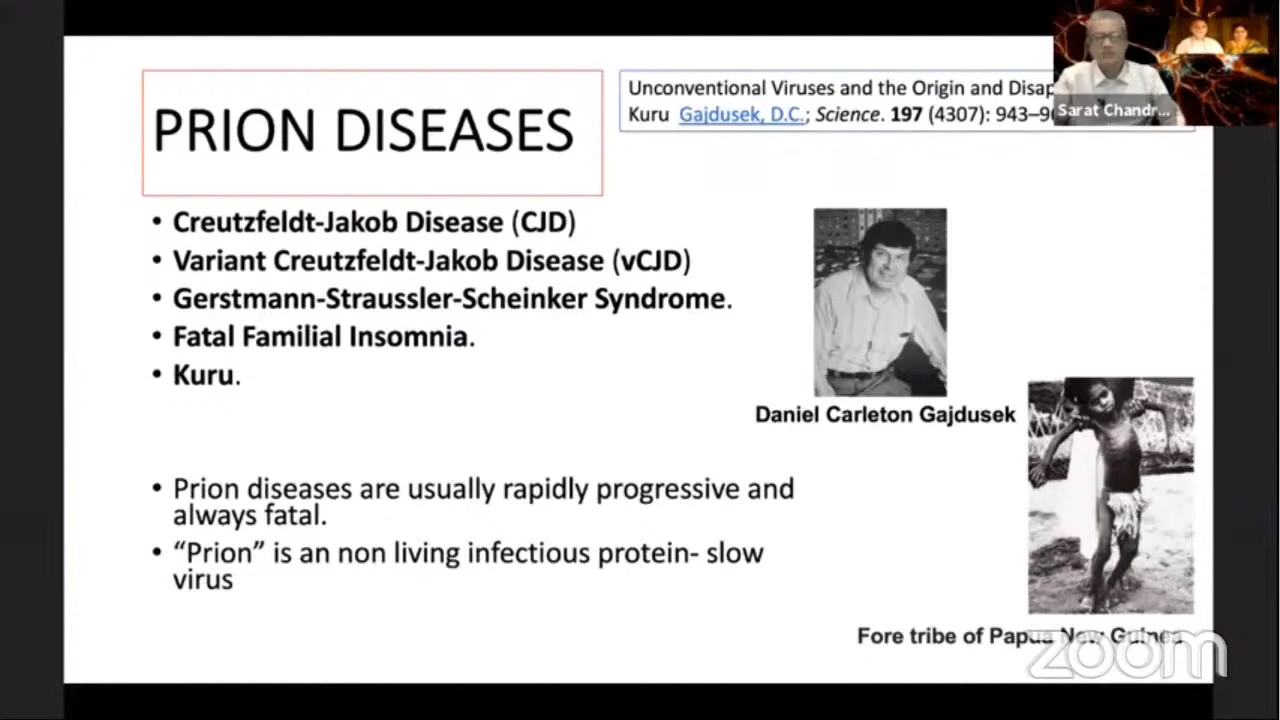 PRION DISEASES
Unconventional Viruses and the Origin and
Kuru Gajdusek, D.C.; Science. 197 (4307):
Sarat Chandr...
• Creutzfeldt-Jakob Disease (CJD)
• Variant Creutzfeldt-Jakob Disease (vCJD)
• Gerstmann-Straussler-Scheinker Syndrome.
• Fatal Familial Insomnia.
• Kuru.
Daniel Carleton Gajdusek
• Prion diseases are usually rapidly progressive and
always fatal.
• “Prion” is an non living infectious protein- slow
virus
Fore tribe of Papua New Guinea
zoom